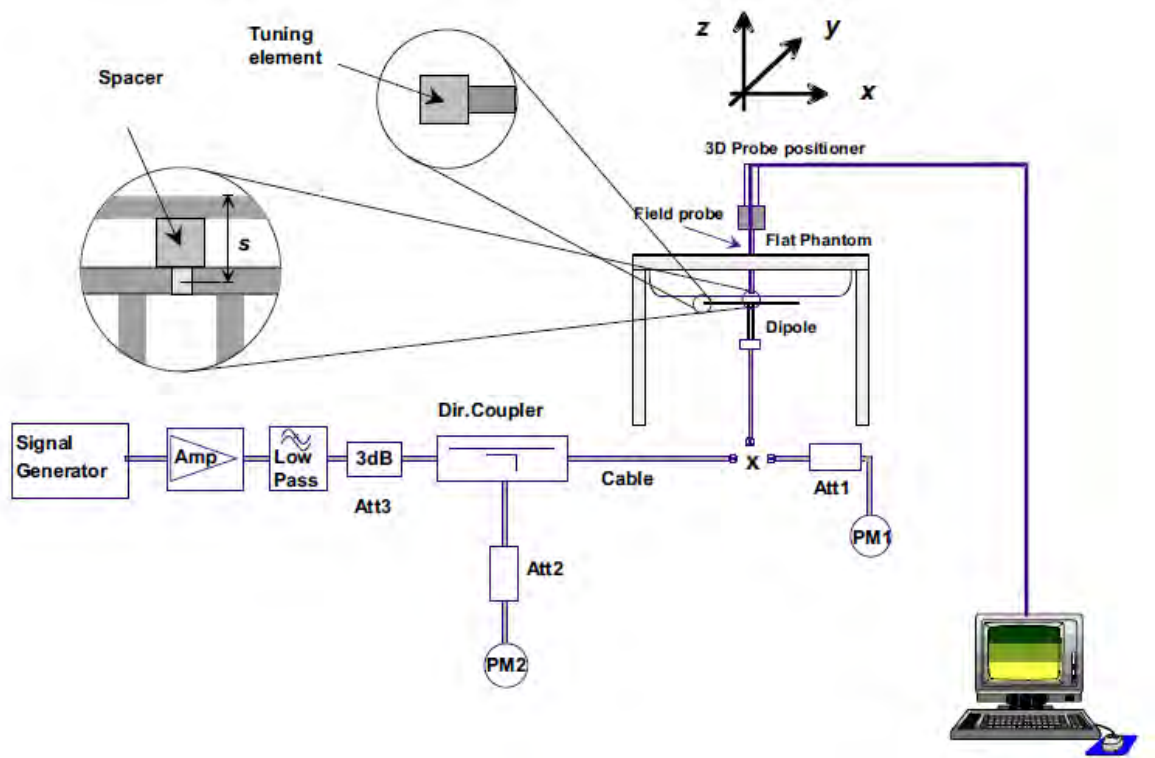 Tuning
element
Spacer
s
z
y
x
3D Probe positioner
Field probe
Flat Phantom
Dipole
Dir.Coupler
Signal
Generator
Amp
Low
Pass
3dB
Att3
Cable
x
Att1
PM1
Att2
PM2